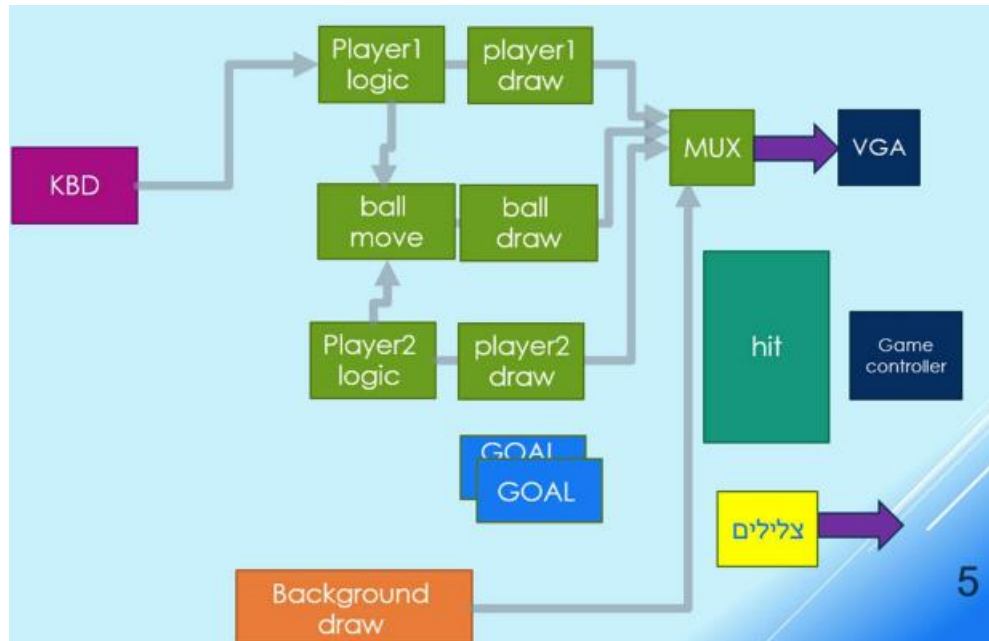 Player1
logic
player1
draw
MUX
VGA
KBD
ball
move
ball
draw
Player2
logic
player2
draw
hit
Game
controller
GOAL
GOAL
צלילים
Background
draw
5